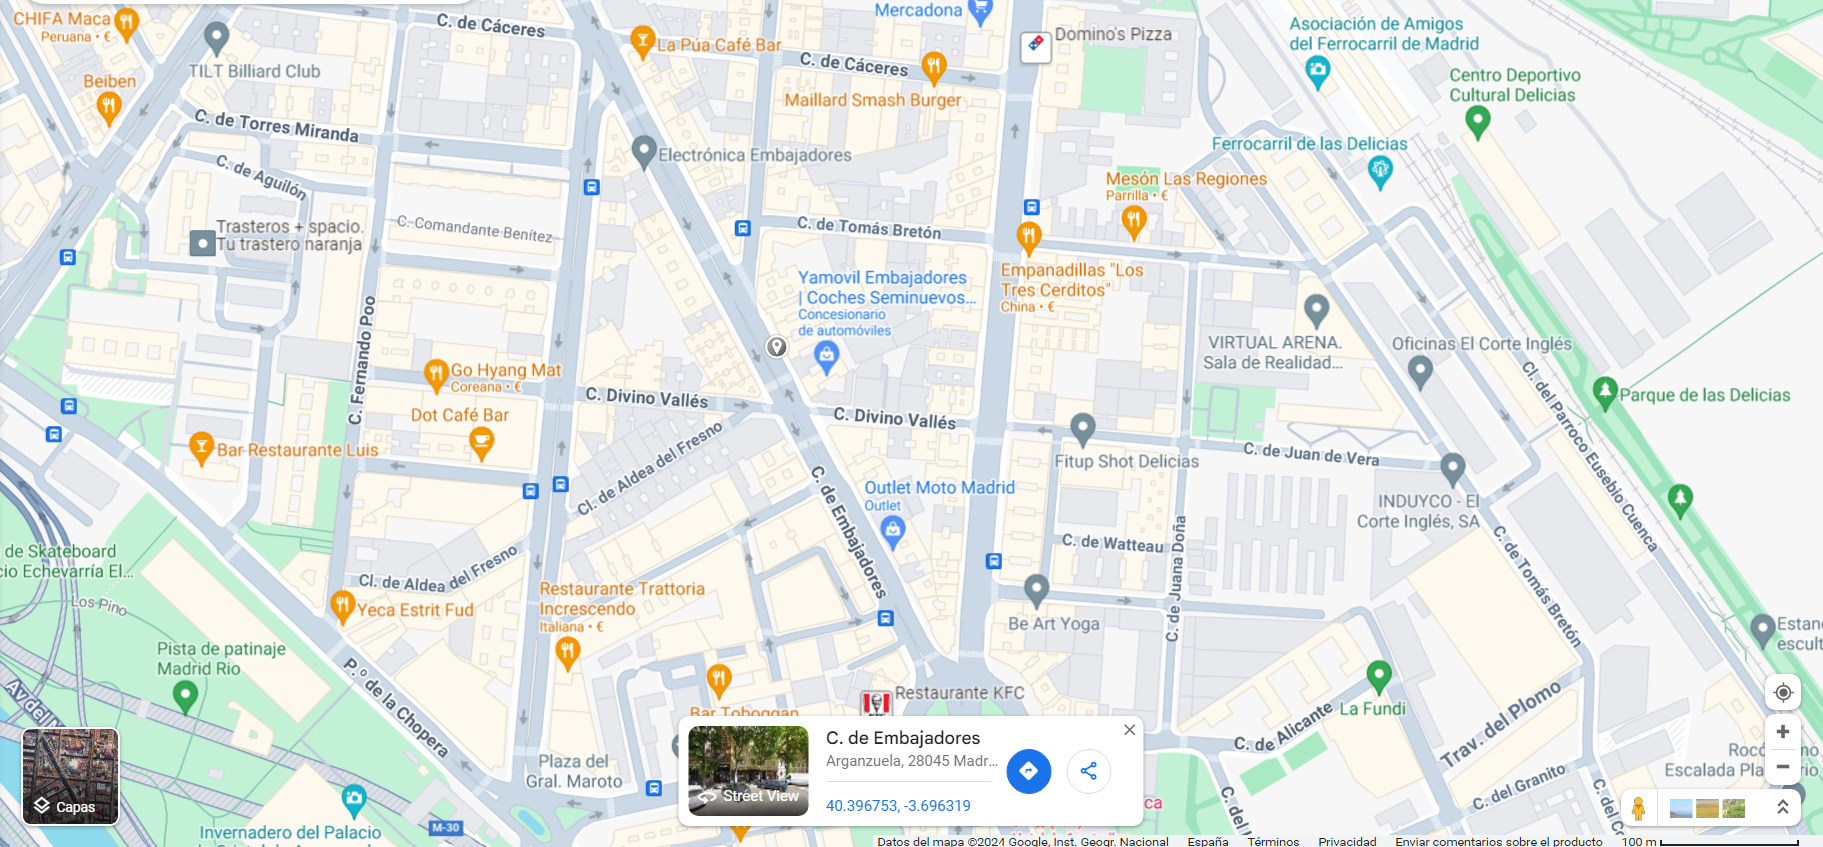 CHIFA Maca
Peruana • €
C. de Cáceres
La Púa Café Bar
Mercadona
Domino's Pizza
Asociación de Amigos
del Ferrocarril de Madrid
TILT Billiard Club
C. de Cáceres
Centro Deportivo
Cultural Delicias
Beiben
Maillard Smash Burger
C. de Torres Miranda
Electrónica Embajadores
Ferrocarril de las Delicias
C. de Aguilón
Mesón Las Regiones
Parrilla • €
Trasteros + spacio.
Tu trastero naranja
C. Comandante Benítez
C. de Tomás Bretón
Yamovil Embajadores
| Coches Seminuevos...
Concesionario
de automóviles
Empanadillas "Los
Tres Cerditos"
China • €
C. Fernando Poo
VIRTUAL ARENA.
Sala de Realidad...
Oficinas El Corte Inglés
Go Hyang Mat
Coreana • €
C. Divino Vallés
Cl. del Parroco Eusebio Cuenca
Parque de las Delicias
Dot Café Bar
C. Divino Vallés
Bar Restaurante Luis
Cl. de Aldea del Fresno
Fitup Shot Delicias
C. de Juan de Vera
C. de Embajadores
Outlet Moto Madrid
Outlet
INDUYCO - El
Corte Inglés, SA
de Skateboard
cio Echevarría El...
C. de Watteau
C. de Juana Doña
C. de Tomás Bretón
Cl. de Aldea del Fresno
Los Pino
Yeca Estrit Fud
Restaurante Trattoria
Increscendo
Italiana • €
Be Art Yoga
Estan
escult
Pista de patinaje
Madrid Rio
P.º de la Chopera
Restaurante KFC
KFC
Bar Toboggan
La Fundi
C. de Alicante
Trav. del Plomo
Plaza del
Gral. Maroto
C. de Embajadores
Arganzuela, 28045 Madr...
40.396753, -3.696319
Street View
Capas
C. del Granito
Escalada Pla
M-30
Invernadero del Palacio
Datos del mapa ©2024 Google, Inst. Geogr. Nacional
España
Términos
Privacidad
Enviar comentarios sobre el producto
100 m